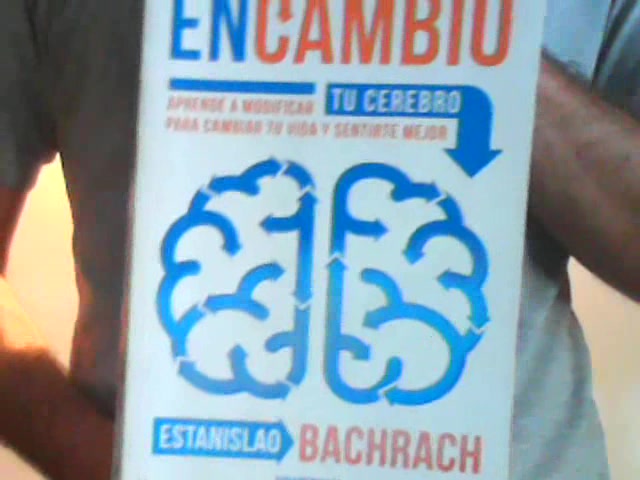 ENCAMBIO
APRENDE A MODIFICAR TU CEREBRO
PARA CAMBIAR TU VIDA Y SENTIRTE MEJOR
ESTANISLAO BACHRACH